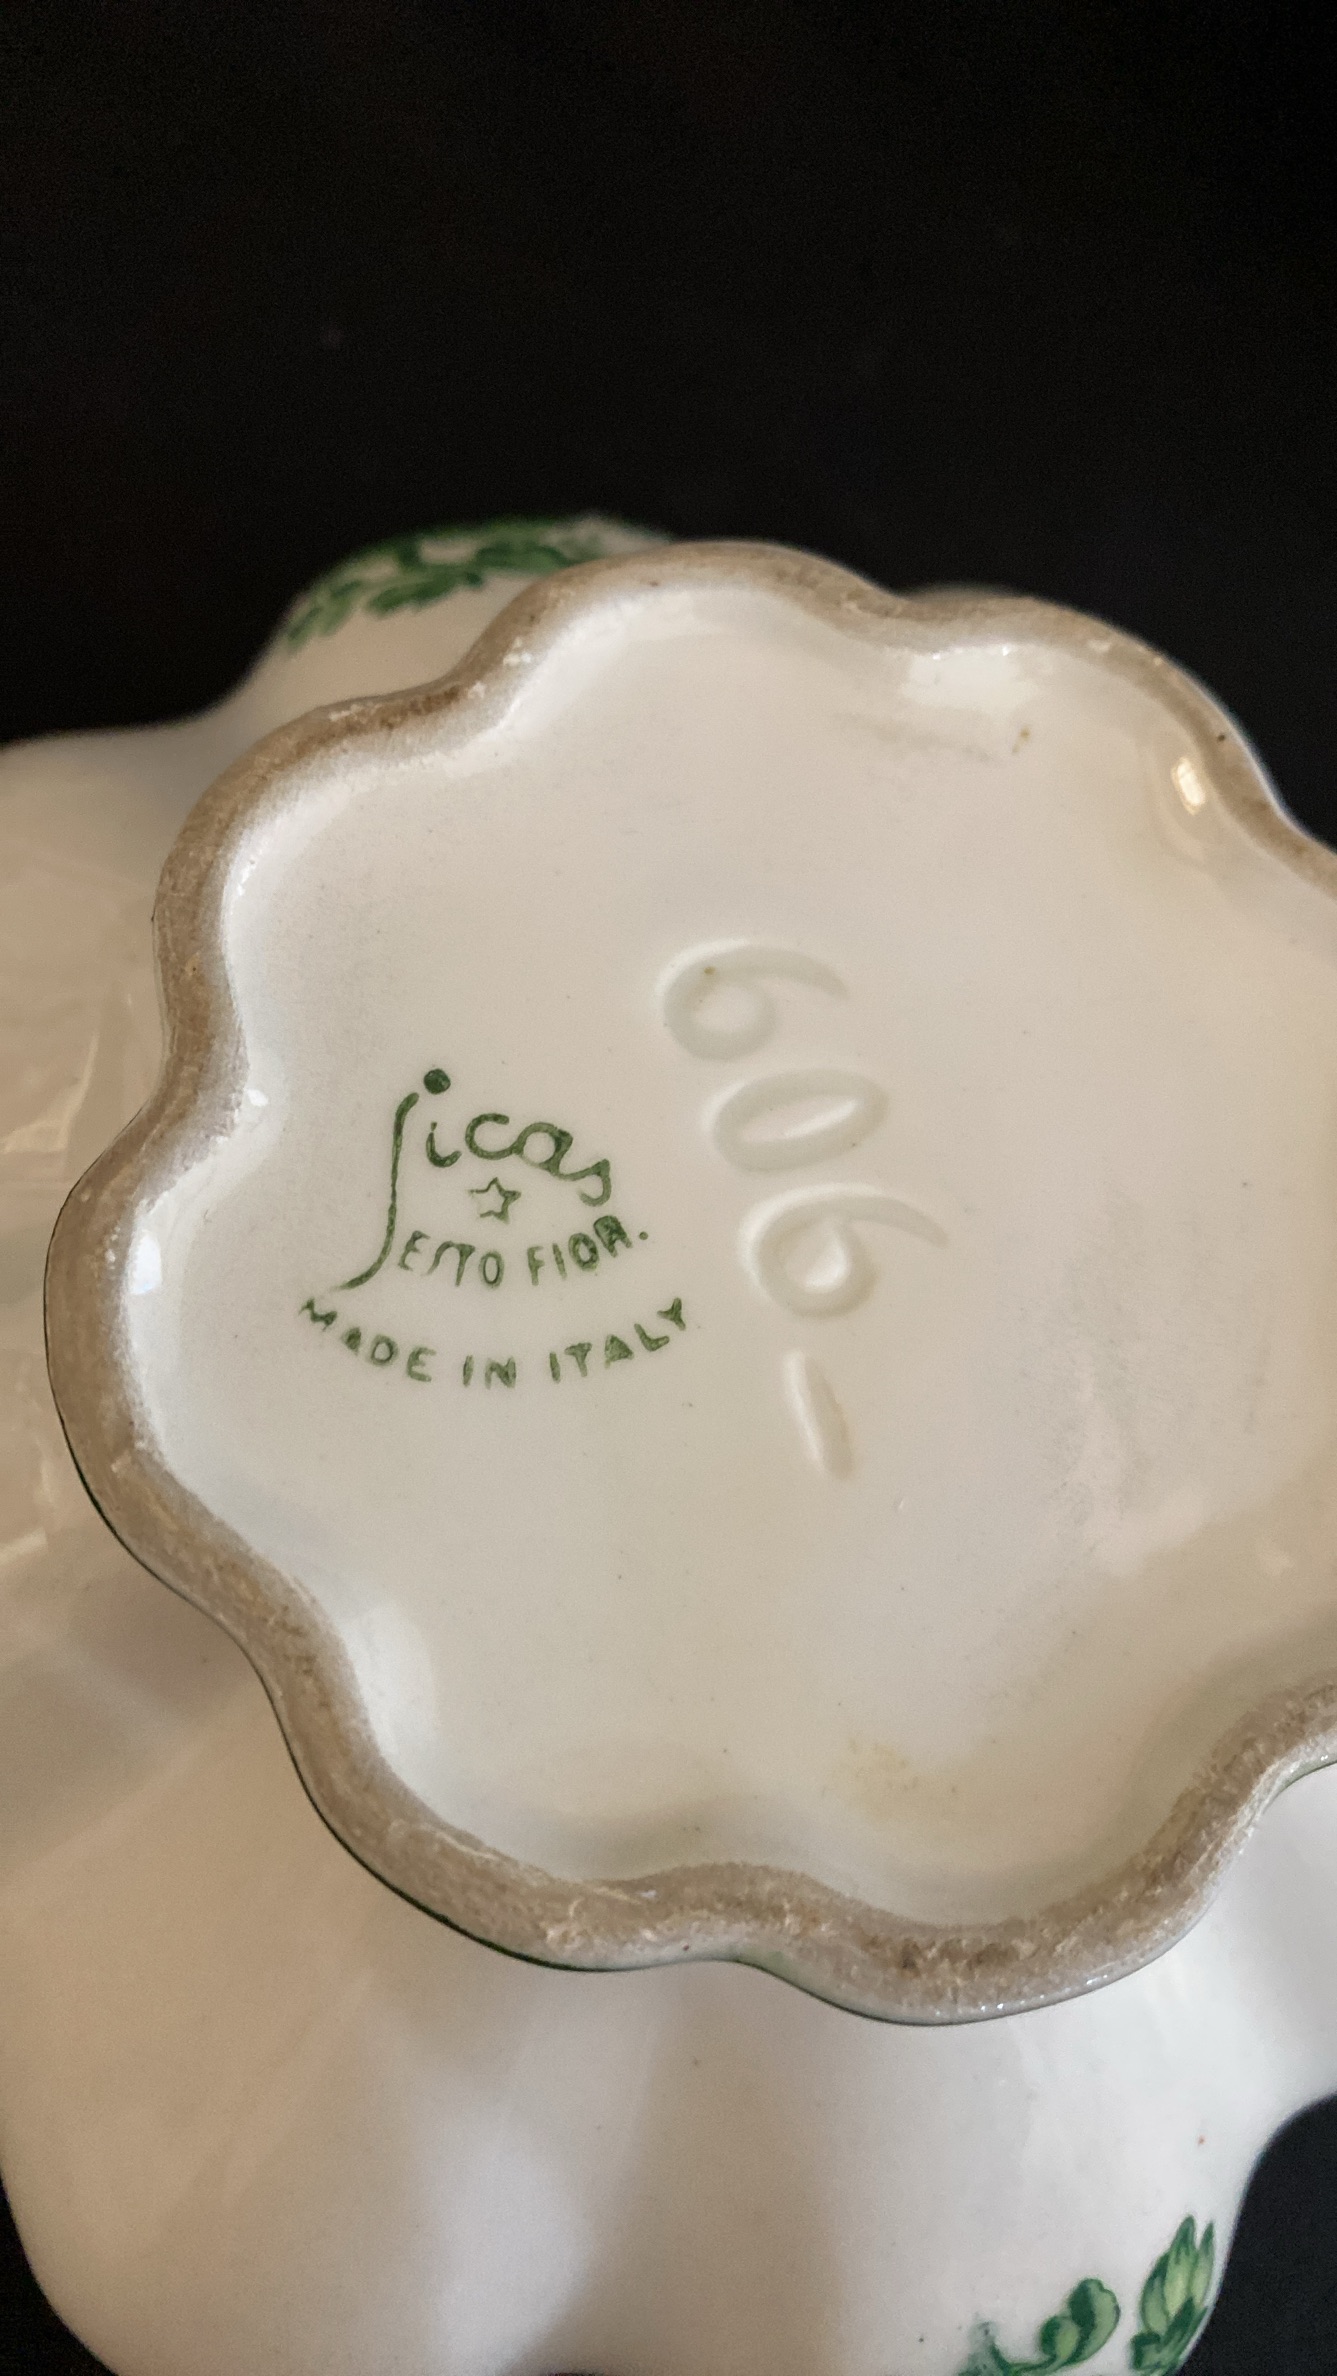 Sicas
SESTO FIOR.
MADE IN ITALY
606-